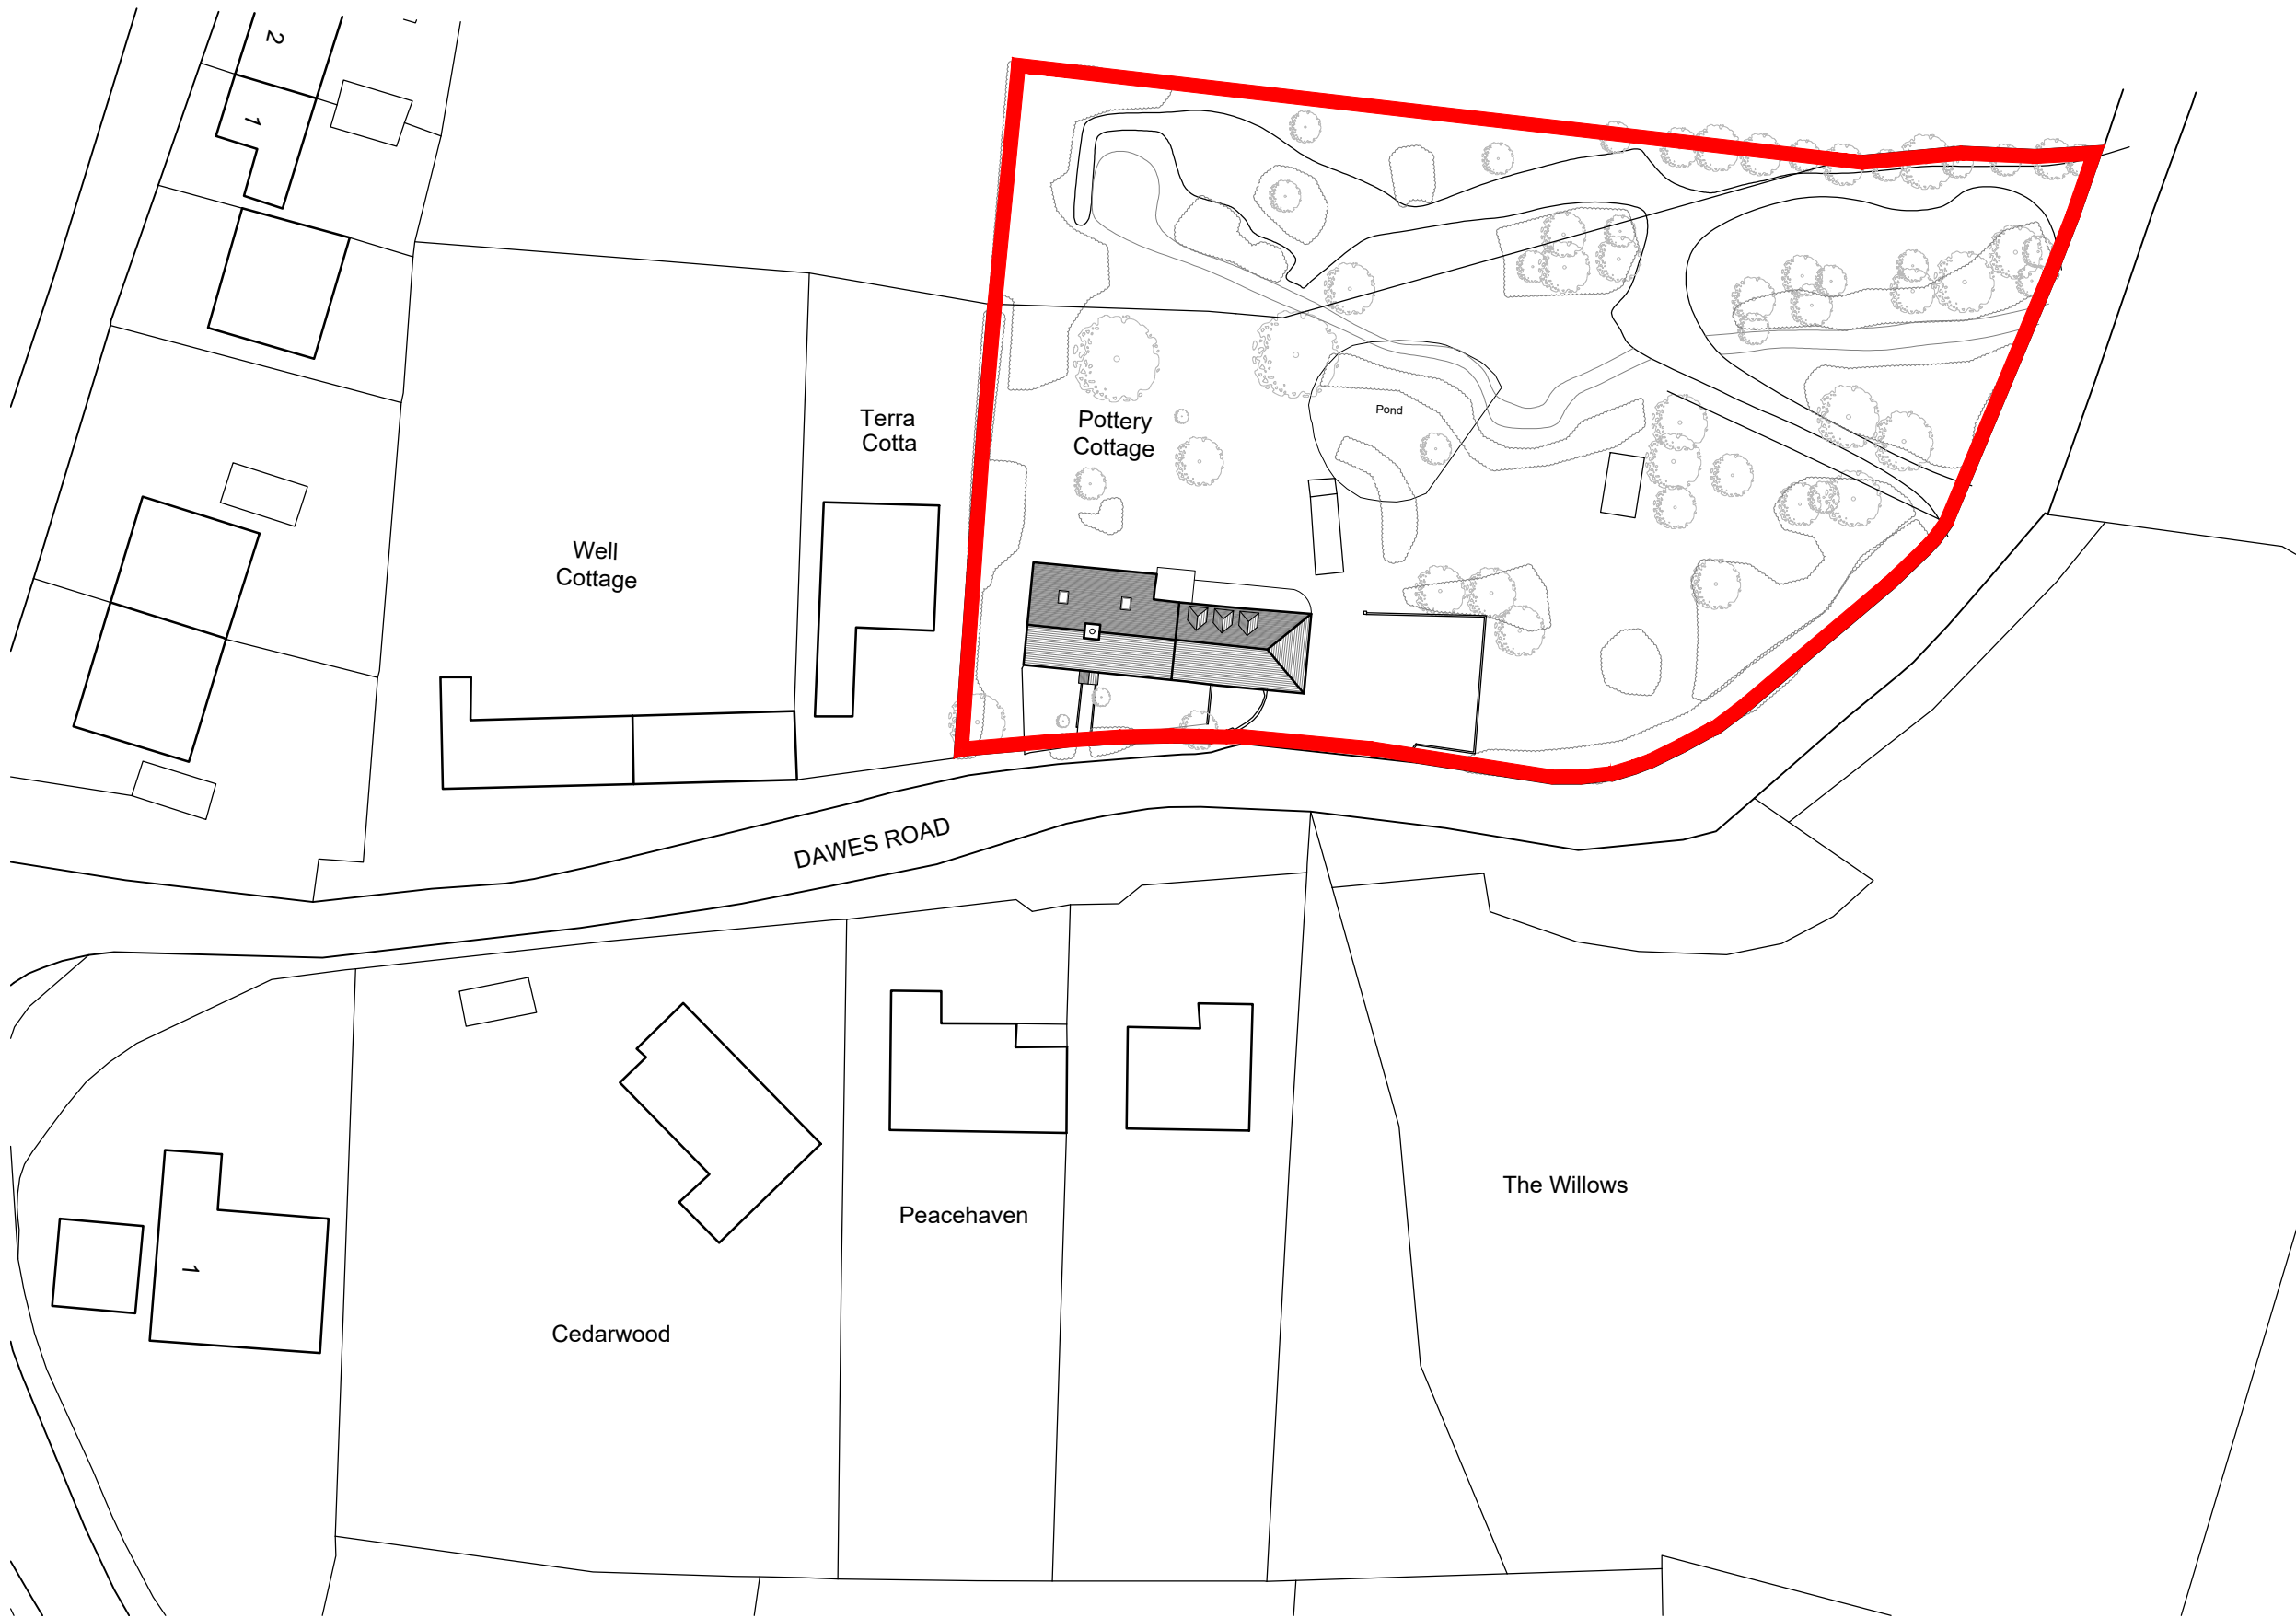 2
1
Terra
Cotta
Pottery
Cottage
Pond
Well
Cottage
DAWES ROAD
The Willows
Peacehaven
1
Cedarwood